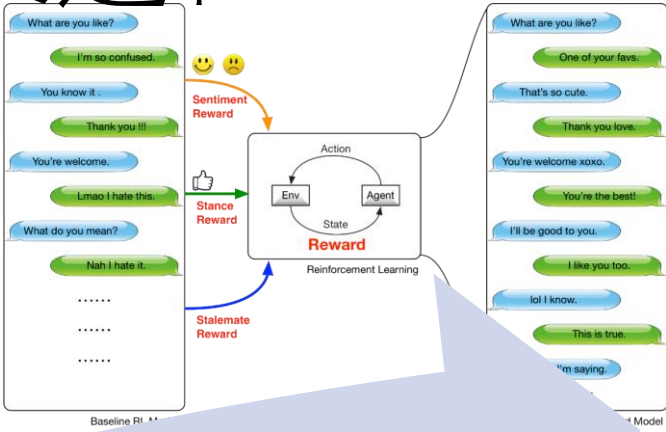 What are you like?
I'm so confused.
You know it .
Thank you !!!
You're welcome.
Lmao I hate this.
What do you mean?
Nah I hate it.
......
......
......
Baseline RL
Sentiment
Reward
Stance
Reward
Stalemate
Reward
Action
Env
Agent
State
Reward
Reinforcement Learning
What are you like?
One of your favs.
That's so cute.
Thank you love.
You're welcome xoxo.
You're the best!
I'll be good to you.
I like you too.
lol I know.
This is true.
I'm saying.
Model